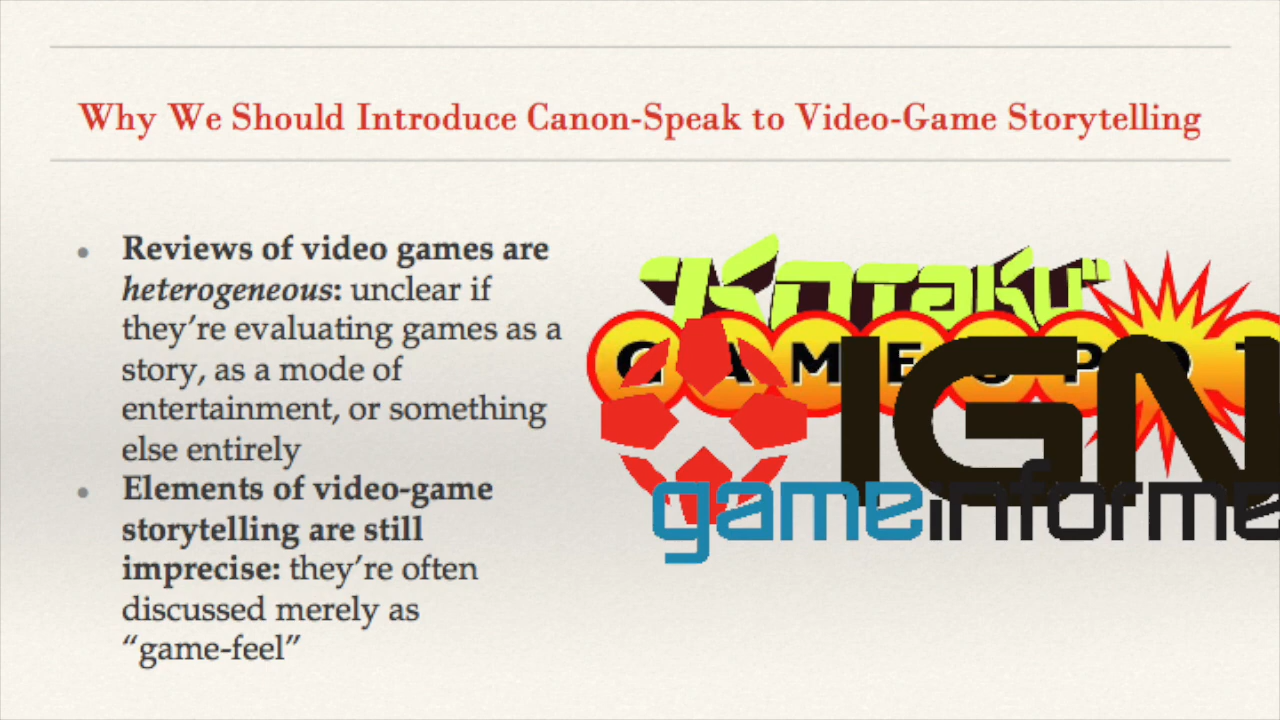 Why We Should Introduce Canon-Speak to Video-Game Storytelling
• Reviews of video games are
heterogeneous: unclear if
they’re evaluating games as a
story, as a mode of
entertainment, or something
else entirely
• Elements of video-game
storytelling are still
imprecise: they’re often
discussed merely as
“game-feel”
Kotaku
GAMESPOT
IGN
gameinforme